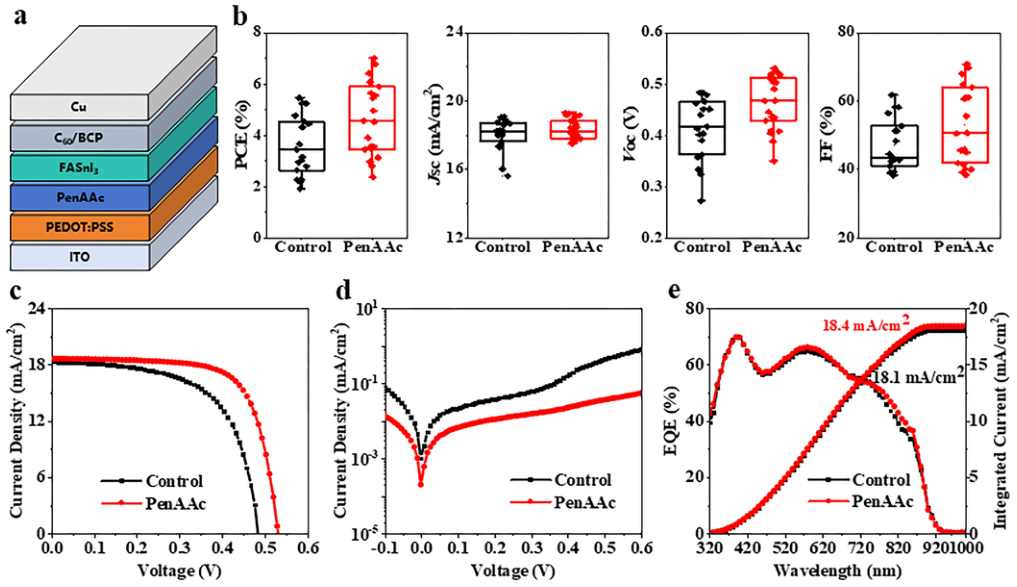 a
Cu
C60/BCP
FASnI3
PenAAc
PEDOT:PSS
ITO
b
PCE (%)
8
6
4
2
0
Control PenAAc
Jsc (mA/cm2)
24
20
16
12
Control PenAAc
Voc (V)
0.6
0.5
0.4
0.3
0.2
Control PenAAc
FF (%)
80
60
40
20
Control PenAAc
c
Current Density (mA/cm2)
24
18
12
6
0
Control
PenAAc
0.0 0.1 0.2 0.3 0.4 0.5 0.6
Voltage (V)
d
Current Density (mA/cm2)
10^1
10^-1
10^-3
10^-5
Control
PenAAc
-0.1 0.0 0.1 0.2 0.3 0.4 0.5 0.6
Voltage (V)
e
EQE (%)
80
60
40
20
0
18.4 mA/cm2
18.1 mA/cm2
Control
PenAAc
20
15
10
5
0
Integrated Current (mA/cm2)
320 420 520 620 720 820 920 1000
Wavelength (nm)